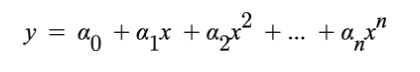 y = α₀ + α₁x + α₂x² + ... + αₙxⁿ